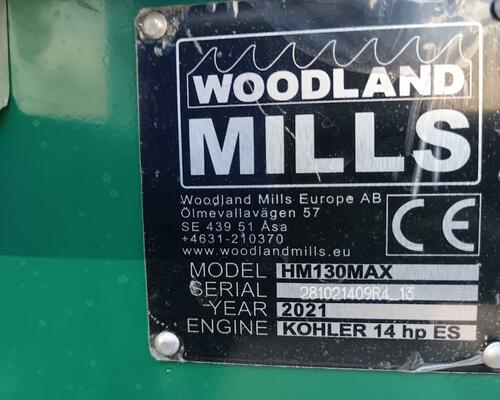 WOODLAND
MILLS
Woodland Mills Europe AB
Ölmevallavägen 57
SE 439 51 Åsa
+4631-210370
www.woodlandmills.eu
CE
MODEL HM130MAX
SERIAL 281021409R4_13
YEAR 2021
ENGINE KOHLER 14 hp ES